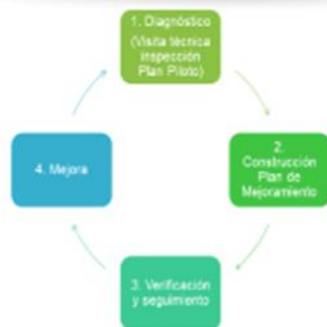 1. Diagnóstico
(Visita técnica
inspección
Plan Piloto)
2.
Construcción
Plan de
Mejoramiento
3. Verificación
y seguimiento
4. Mejora